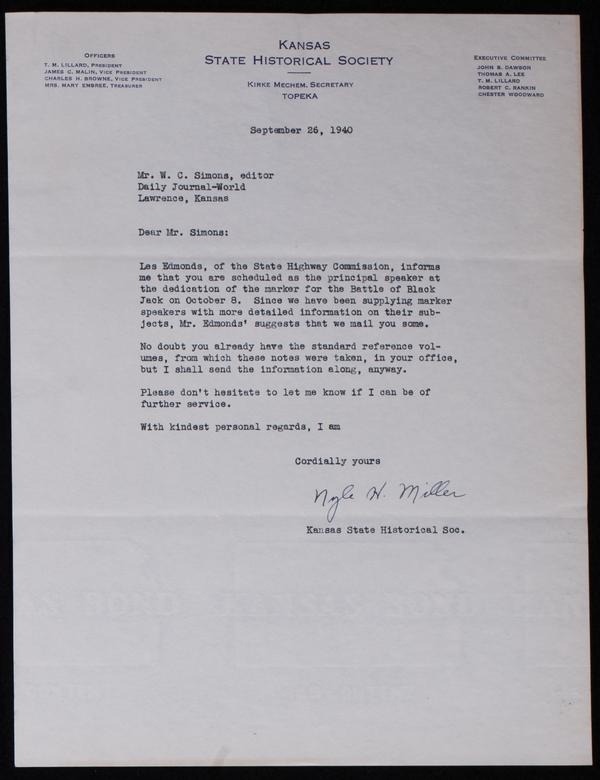 KANSAS
STATE HISTORICAL SOCIETY
KIRKE MECHEM, SECRETARY
TOPEKA
OFFICERS
T. M. LILLARD, PRESIDENT
JAMES C. MALIN, VICE PRESIDENT
CHARLES H. BROWNE, VICE PRESIDENT
MRS. MARY EMBREE, TREASURER
EXECUTIVE COMMITTEE
JOHN S. DAWSON
THOMAS A. LEE
T. M. LILLARD
ROBERT C. RANKIN
CHESTER WOODWARD
September 26, 1940
Mr. W. C. Simons, editor
Daily Journal-World
Lawrence, Kansas
Dear Mr. Simons:
Les Edmonds, of the State Highway Commission, informs
me that you are scheduled as the principal speaker at
the dedication of the marker for the Battle of Black
Jack on October 8. Since we have been supplying marker
speakers with more detailed information on their sub-
jects, Mr. Edmonds' suggests that we mail you some.
No doubt you already have the standard reference vol-
umes, from which these notes were taken, in your office,
but I shall send the information along, anyway.
Please don't hesitate to let me know if I can be of
further service.
With kindest personal regards, I am
Cordially yours
Nyle H. Miller
Kansas State Historical Soc.